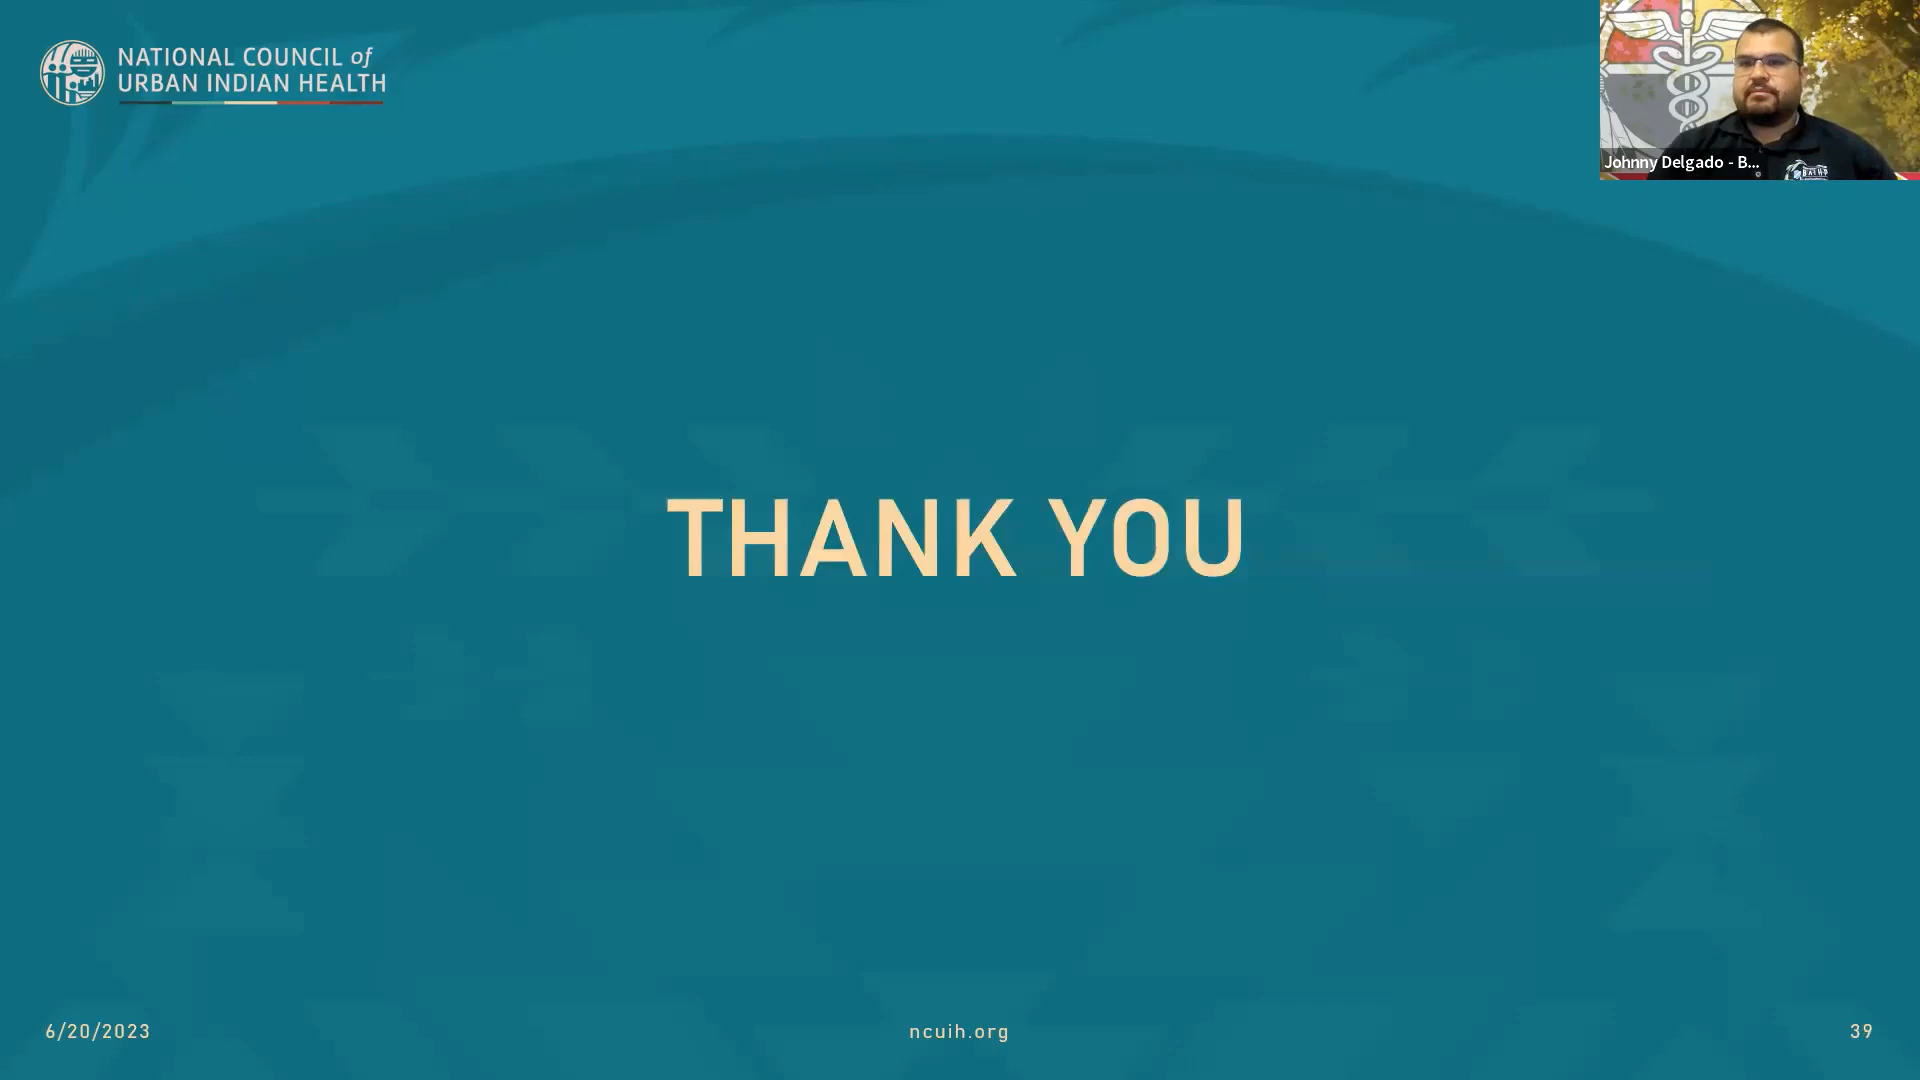 NATIONAL COUNCIL of
URBAN INDIAN HEALTH
Johnny Delgado - B...
THANK YOU
6/20/2023
ncuih.org
39